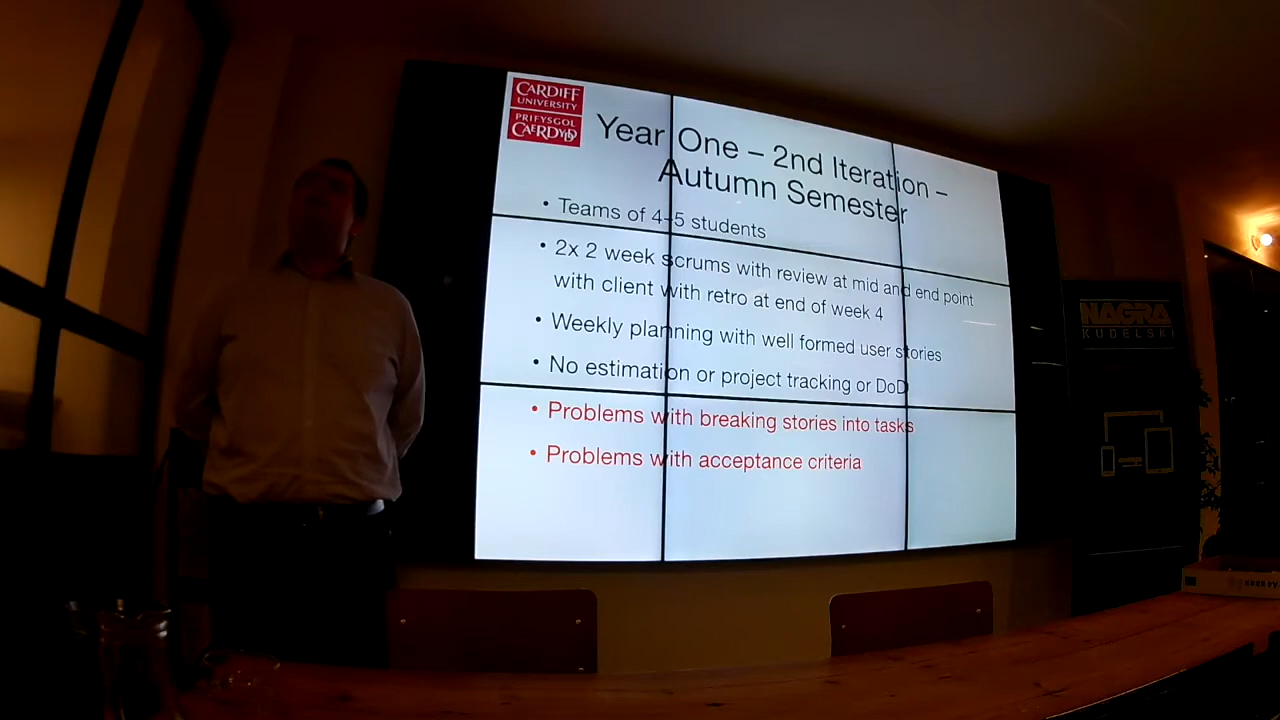 CARDIFF
UNIVERSITY
PRIFYSGOL
CAERDYDD
Year One – 2nd Iteration –
Autumn Semester
• Teams of 4-5 students
• 2x 2 week scrums with review at mid and end point
with client with retro at end of week 4
• Weekly planning with well formed user stories
• No estimation or project tracking or DoD
• Problems with breaking stories into tasks
• Problems with acceptance criteria
NAGRA
KUDELSKI